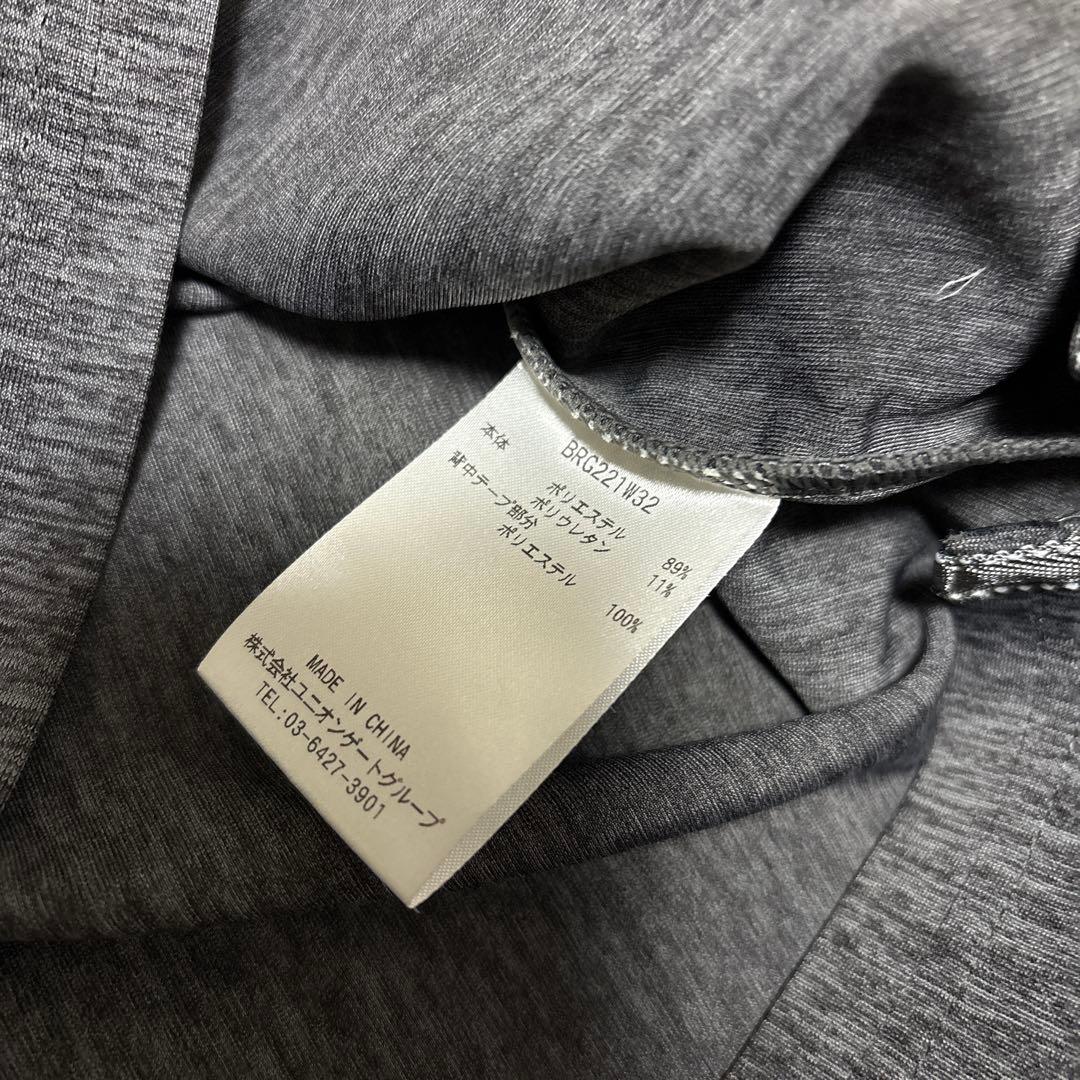 BRG221W32
本体
ポリエステル 89%
ポリウレタン 11%
背中テープ部分
ポリエステル 100%
MADE IN CHINA
株式会社ユニオンゲートグループ
TEL:03-6427-3901